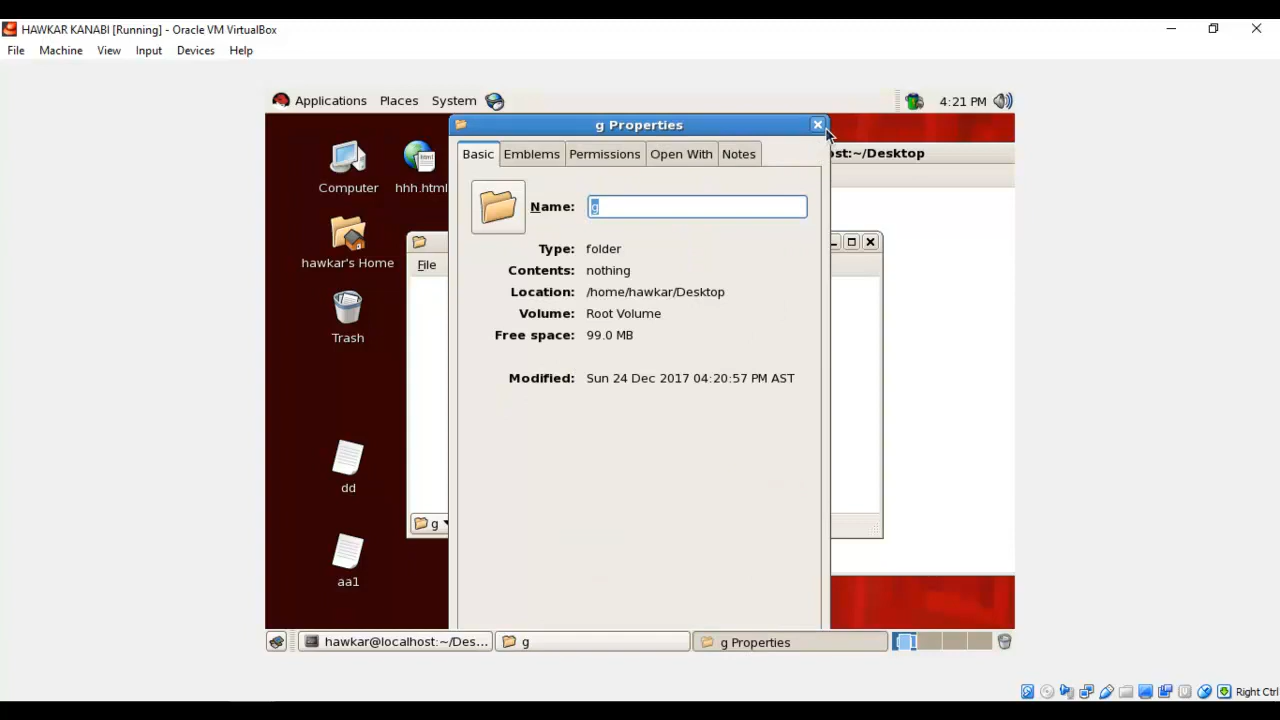 HAWKAR KANABI [Running] - Oracle VM VirtualBox
File Machine View Input Devices Help
Applications Places System 4:21 PM
g Properties
Basic Emblems Permissions Open With Notes
ost:~/Desktop
Computer hhh.html
Name: g
Type: folder
hawkar's Home File
Contents: nothing
Location: /home/hawkar/Desktop
Volume: Root Volume
Free space: 99.0 MB
Trash
Modified: Sun 24 Dec 2017 04:20:57 PM AST
dd
g
aa1
hawkar@localhost:~/Des... g g Properties
Right Ctrl